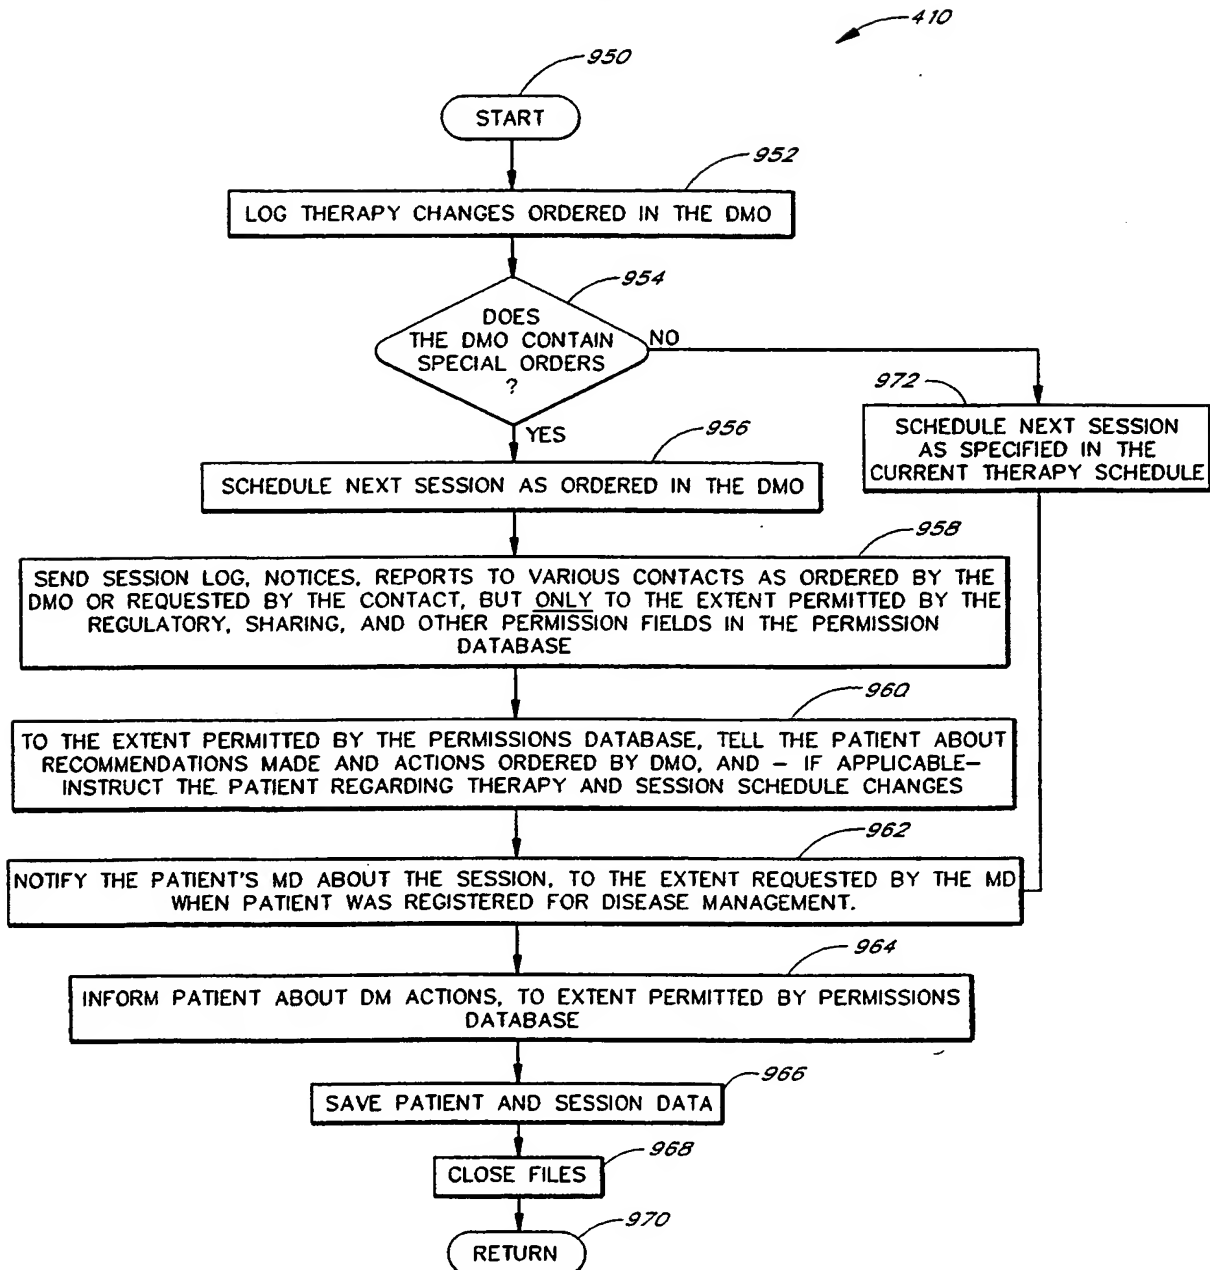 410
950
START
952
LOG THERAPY CHANGES ORDERED IN THE DMO
954
DOES
THE DMO CONTAIN
SPECIAL ORDERS
?
NO
YES
972
SCHEDULE NEXT SESSION
AS SPECIFIED IN THE
CURRENT THERAPY SCHEDULE
956
SCHEDULE NEXT SESSION AS ORDERED IN THE DMO
958
SEND SESSION LOG, NOTICES, REPORTS TO VARIOUS CONTACTS AS ORDERED BY THE
DMO OR REQUESTED BY THE CONTACT, BUT ONLY TO THE EXTENT PERMITTED BY THE
REGULATORY, SHARING, AND OTHER PERMISSION FIELDS IN THE PERMISSION
DATABASE
960
TO THE EXTENT PERMITTED BY THE PERMISSIONS DATABASE, TELL THE PATIENT ABOUT
RECOMMENDATIONS MADE AND ACTIONS ORDERED BY DMO, AND – IF APPLICABLE–
INSTRUCT THE PATIENT REGARDING THERAPY AND SESSION SCHEDULE CHANGES
962
NOTIFY THE PATIENT'S MD ABOUT THE SESSION, TO THE EXTENT REQUESTED BY THE MD
WHEN PATIENT WAS REGISTERED FOR DISEASE MANAGEMENT.
964
INFORM PATIENT ABOUT DM ACTIONS, TO EXTENT PERMITTED BY PERMISSIONS
DATABASE
966
SAVE PATIENT AND SESSION DATA
968
CLOSE FILES
970
RETURN